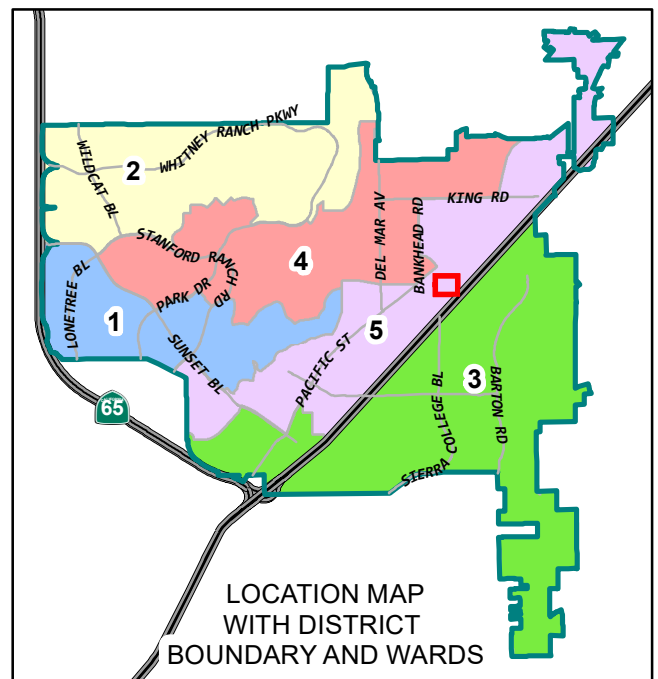 WHITNEY RANCH PKWY
WILDCAT BL
2
KING RD
DEL MAR AV
BANKHEAD RD
STANFORD RANCH RD
4
LONETREE BL
PARK DR
1
SUNSET BL
PACIFIC ST
5
3
SIERRA COLLEGE BL
BARTON RD
65
LOCATION MAP
WITH DISTRICT
BOUNDARY AND WARDS